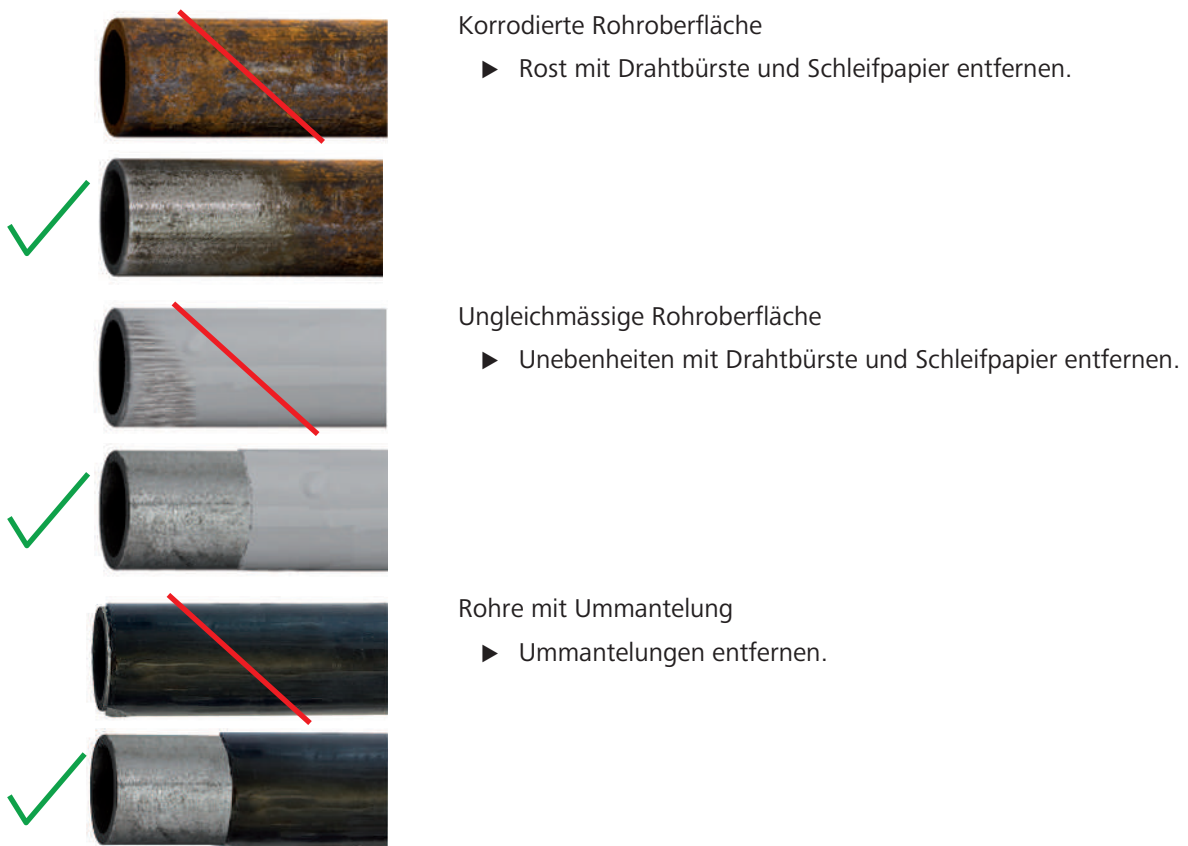 Korrodierte Rohroberfläche
▶ Rost mit Drahtbürste und Schleifpapier entfernen.
Ungleichmässige Rohroberfläche
▶ Unebenheiten mit Drahtbürste und Schleifpapier entfernen.
Rohre mit Ummantelung
▶ Ummantelungen entfernen.